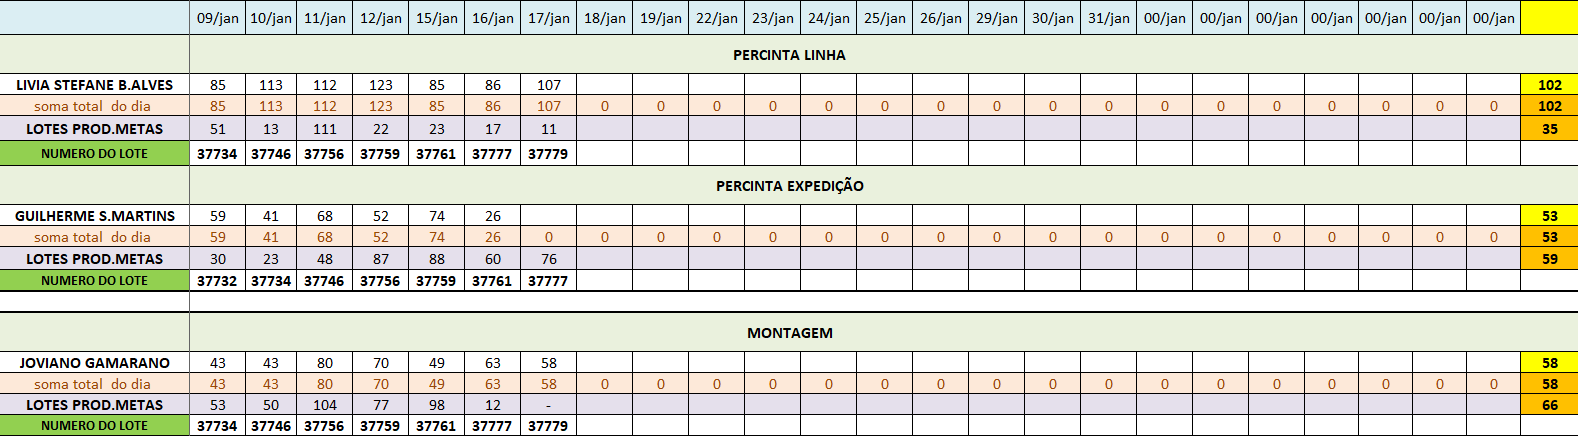 09/jan 10/jan 11/jan 12/jan 15/jan 16/jan 17/jan 18/jan 19/jan 22/jan 23/jan 24/jan 25/jan 26/jan 29/jan 30/jan 31/jan 00/jan 00/jan 00/jan 00/jan 00/jan 00/jan 00/jan
PERCINTA LINHA
LIVIA STEFANE B.ALVES 85 113 112 123 85 86 107 102
soma total do dia 85 113 112 123 85 86 107 0 0 0 0 0 0 0 0 0 0 0 0 0 0 0 0 0 102
LOTES PROD.METAS 51 13 111 22 23 17 11 35
NUMERO DO LOTE 37734 37746 37756 37759 37761 37777 37779
PERCINTA EXPEDIÇÃO
GUILHERME S.MARTINS 59 41 68 52 74 26 53
soma total do dia 59 41 68 52 74 26 0 0 0 0 0 0 0 0 0 0 0 0 0 0 0 0 0 0 53
LOTES PROD.METAS 30 23 48 87 88 60 76 59
NUMERO DO LOTE 37732 37734 37746 37756 37759 37761 37777
MONTAGEM
JOVIANO GAMARANO 43 43 80 70 49 63 58 58
soma total do dia 43 43 80 70 49 63 58 0 0 0 0 0 0 0 0 0 0 0 0 0 0 0 0 0 58
LOTES PROD.METAS 53 50 104 77 98 12 - 66
NUMERO DO LOTE 37734 37746 37756 37759 37761 37777 37779